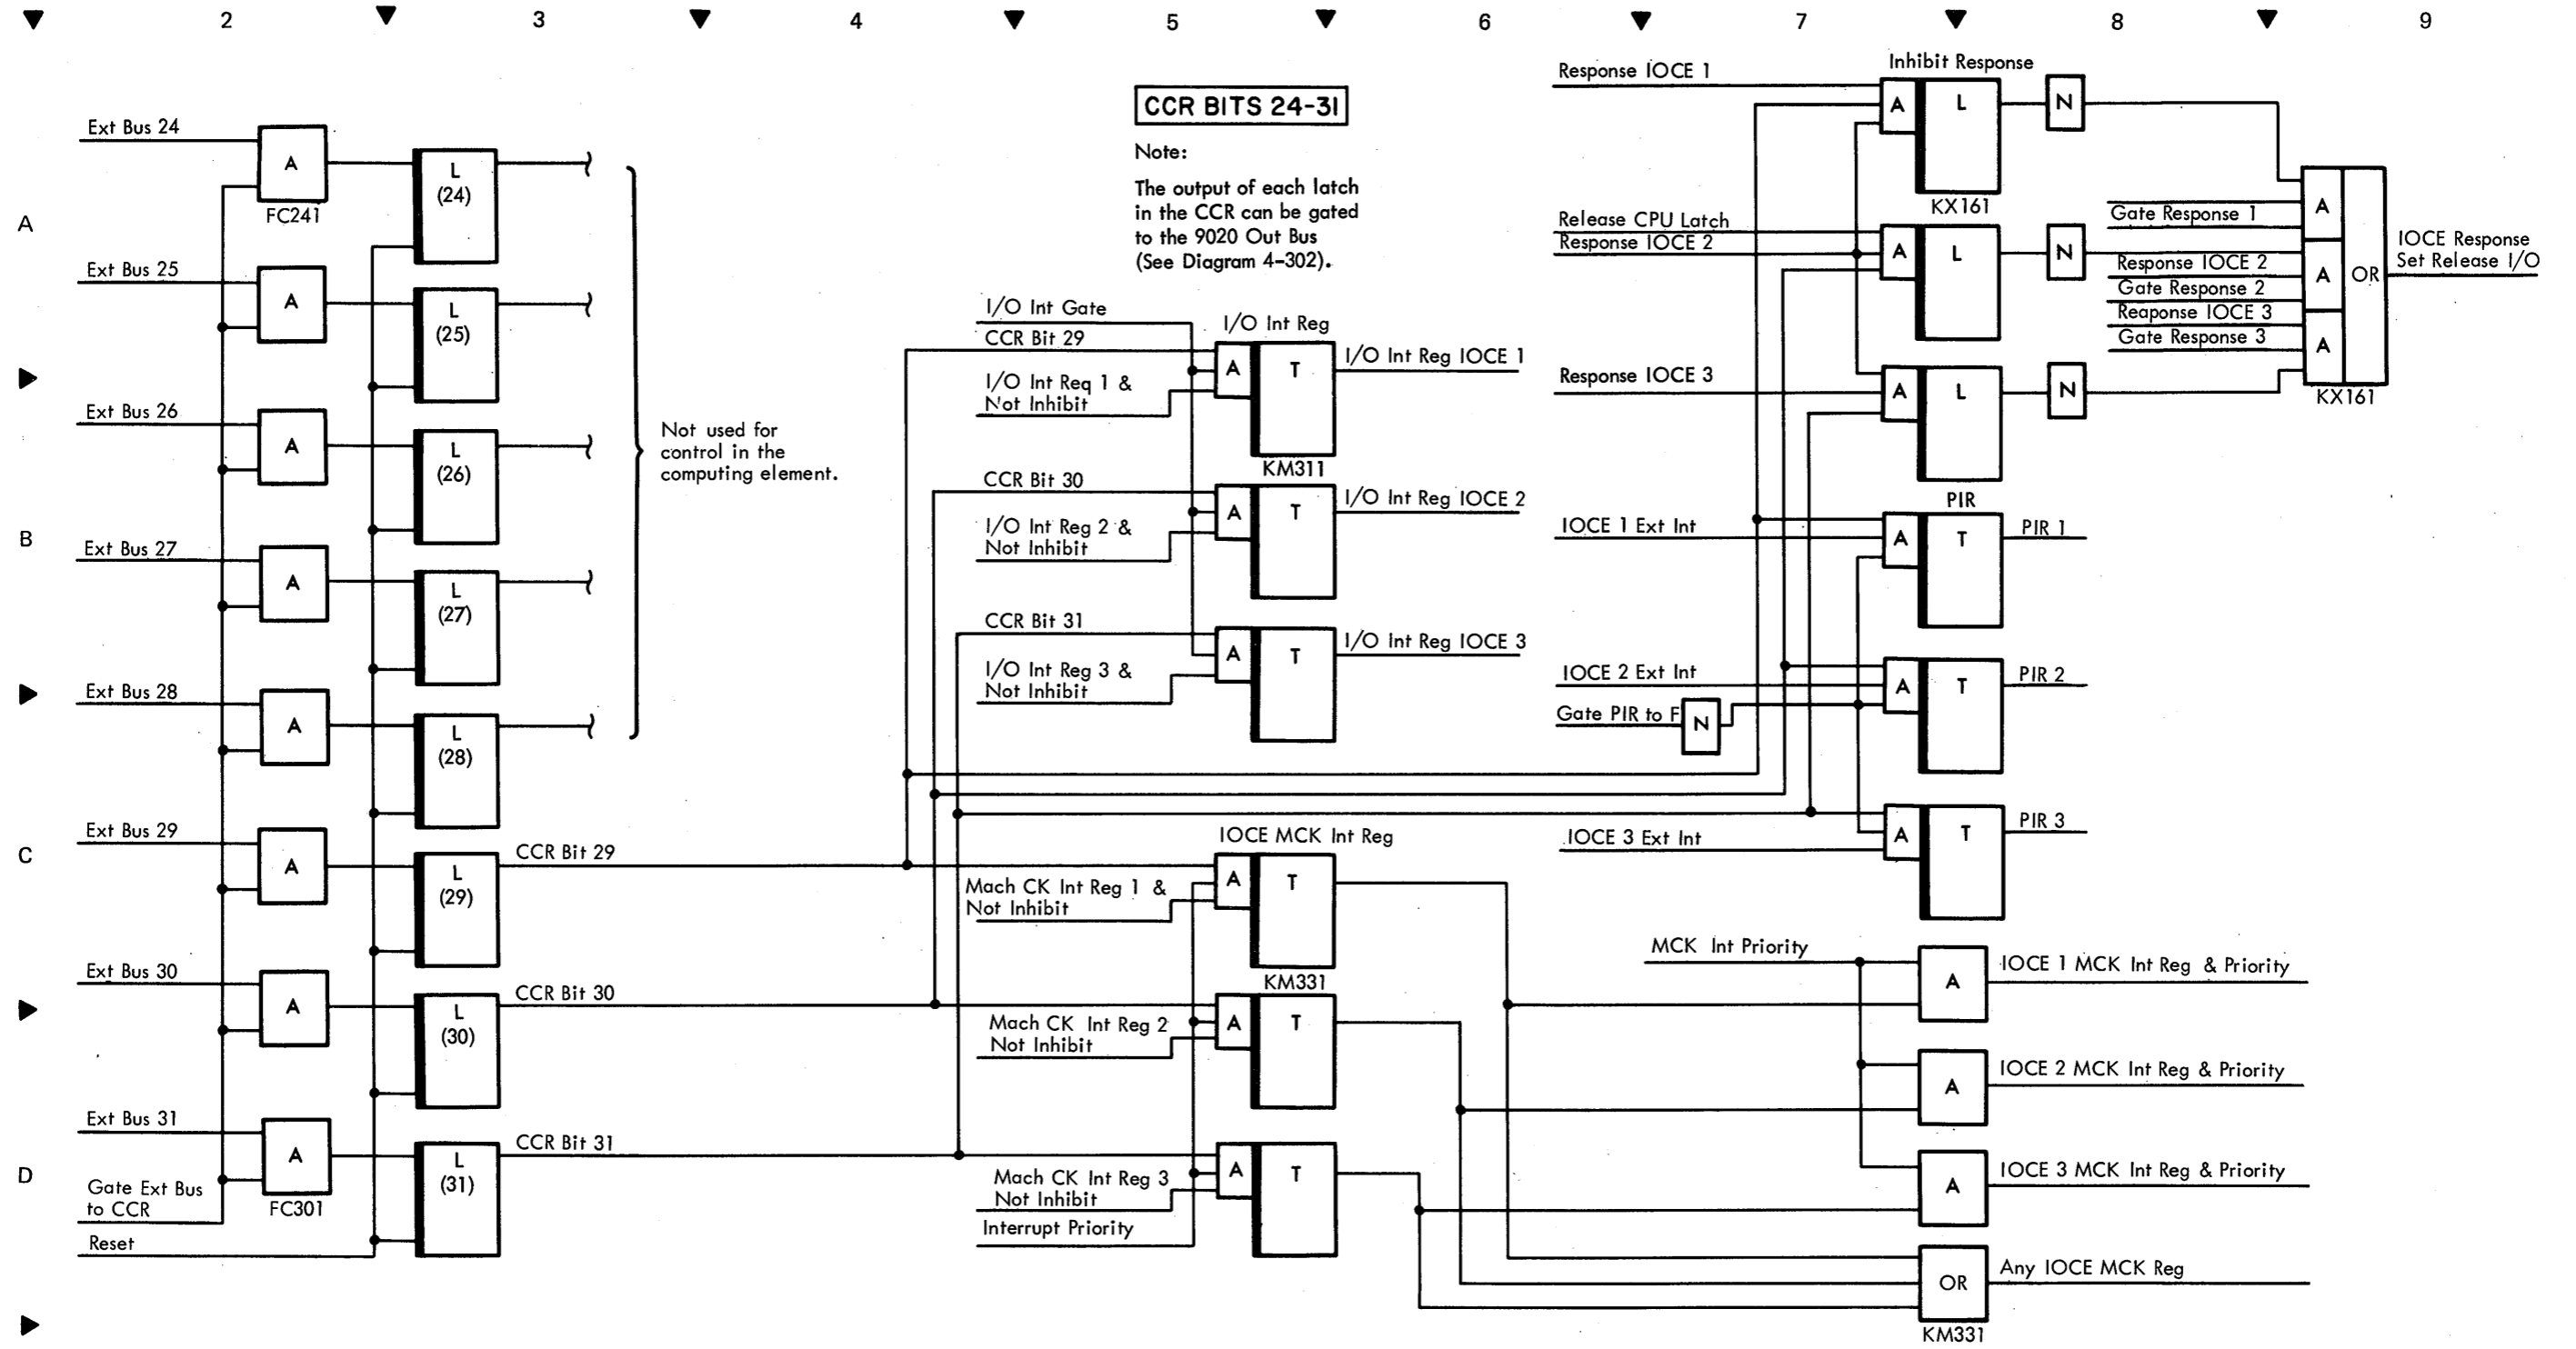 2 3 4 5 6 7 8 9
A
B
C
D
Ext Bus 24
A
FC241
L
(24)
Ext Bus 25
A
L
(25)
Ext Bus 26
A
L
(26)
Ext Bus 27
A
L
(27)
Ext Bus 28
A
L
(28)
Ext Bus 29
A
L
(29)
Ext Bus 30
A
L
(30)
Ext Bus 31
A
FC301
L
(31)
Gate Ext Bus
to CCR
Reset
Not used for
control in the
computing element.
CCR Bit 29
CCR Bit 30
CCR Bit 31
CCR BITS 24-31
Note:
The output of each latch
in the CCR can be gated
to the 9020 Out Bus
(See Diagram 4-302).
I/O Int Gate
I/O Int Reg
CCR Bit 29
I/O Int Req 1 &
Not Inhibit
A
T
I/O Int Reg IOCE 1
KM311
CCR Bit 30
I/O Int Reg 2 &
Not Inhibit
A
T
I/O Int Reg IOCE 2
CCR Bit 31
I/O Int Reg 3 &
Not Inhibit
A
T
I/O Int Reg IOCE 3
IOCE MCK Int Reg
Mach CK Int Reg 1 &
Not Inhibit
A
T
KM331
Mach CK Int Reg 2
Not Inhibit
A
T
Mach CK Int Reg 3
Not Inhibit
Interrupt Priority
A
T
Response IOCE 1
Inhibit Response
A
L
N
KX161
Release CPU Latch
Response IOCE 2
A
L
N
Response IOCE 3
A
L
N
Gate Response 1
A
Response IOCE 2
Gate Response 2
A
OR
Reaponse IOCE 3
Gate Response 3
A
KX161
IOCE Response
Set Release I/O
PIR
IOCE 1 Ext Int
A
T
PIR 1
IOCE 2 Ext Int
A
T
PIR 2
Gate PIR to F
N
IOCE 3 Ext Int
A
T
PIR 3
MCK Int Priority
A
IOCE 1 MCK Int Reg & Priority
A
IOCE 2 MCK Int Reg & Priority
A
IOCE 3 MCK Int Reg & Priority
OR
Any IOCE MCK Reg
KM331